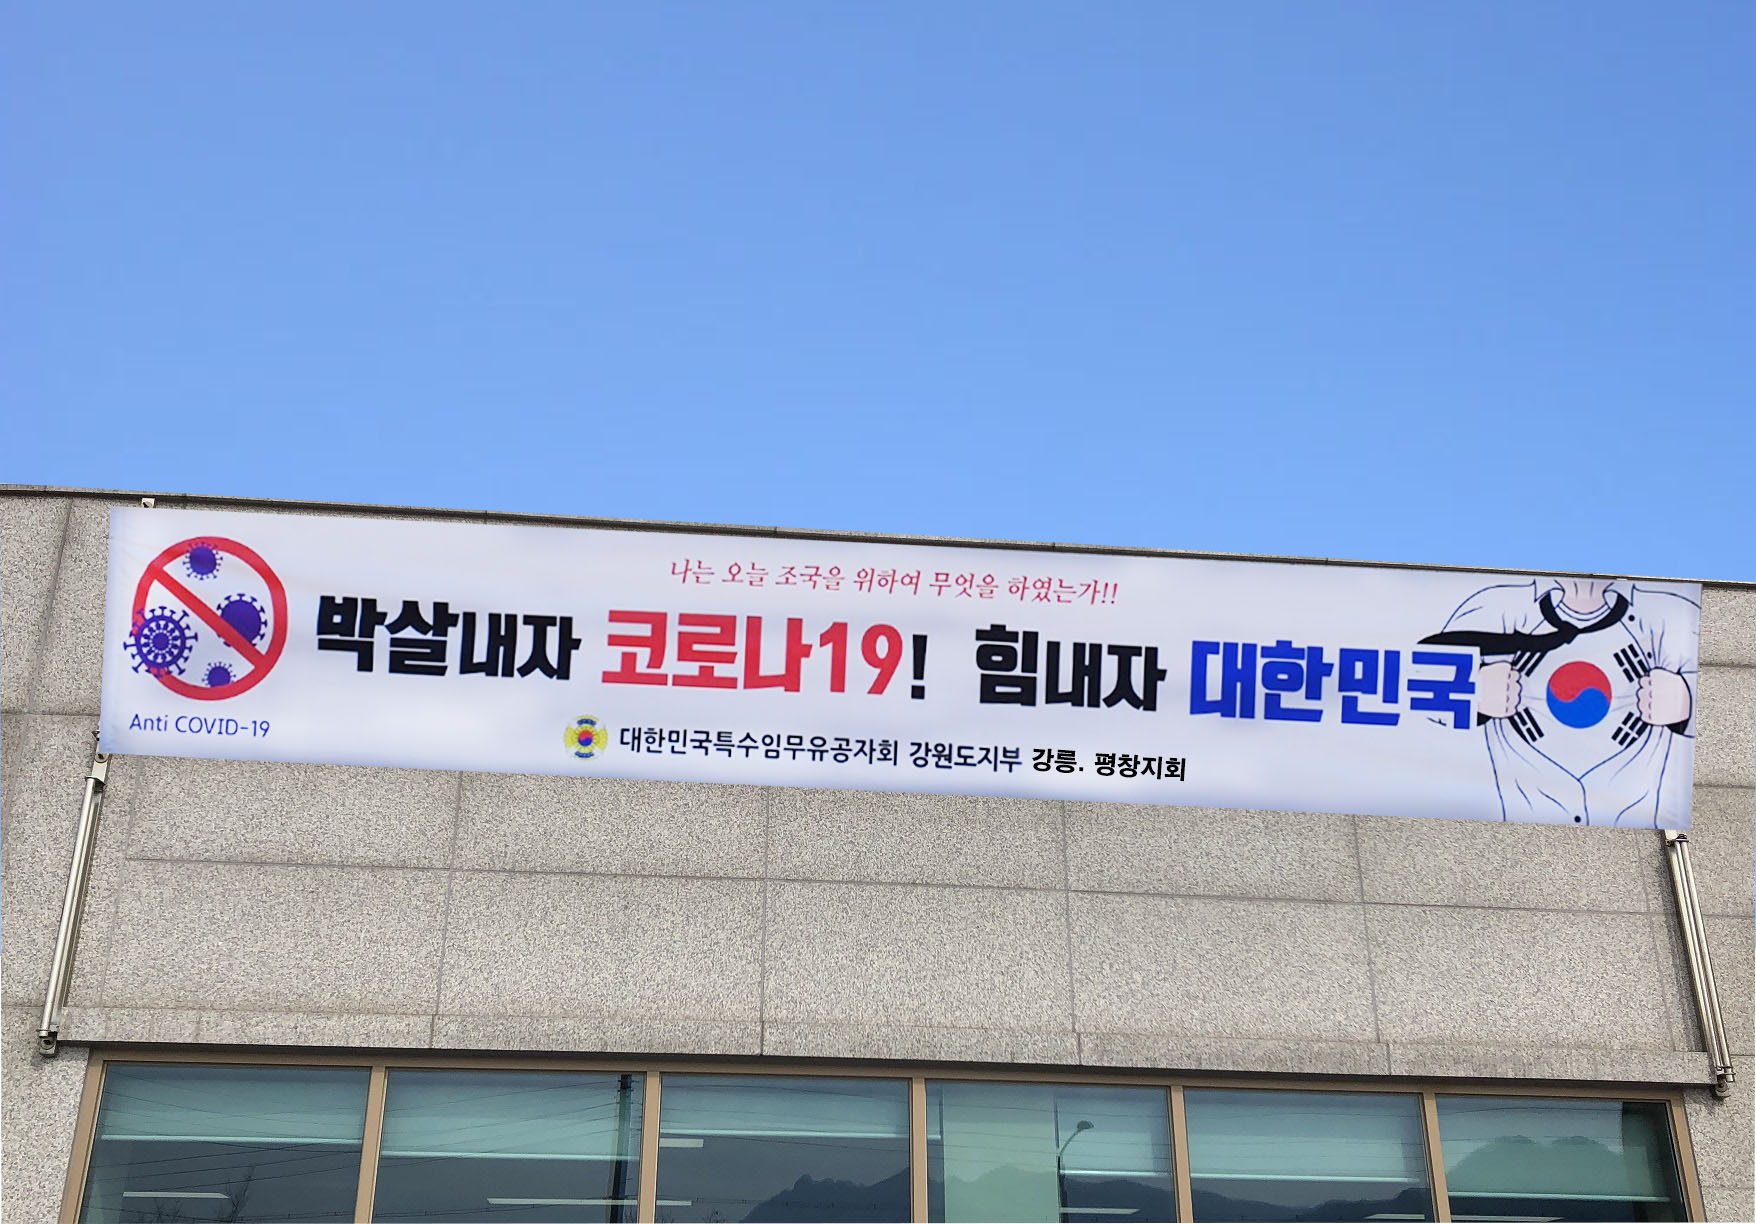 나는 오늘 조국을 위하여 무엇을 하였는가!!
박살내자 코로나19! 힘내자 대한민국
Anti COVID-19
대한민국특수임무유공자회 강원도지부 강릉. 평창지회